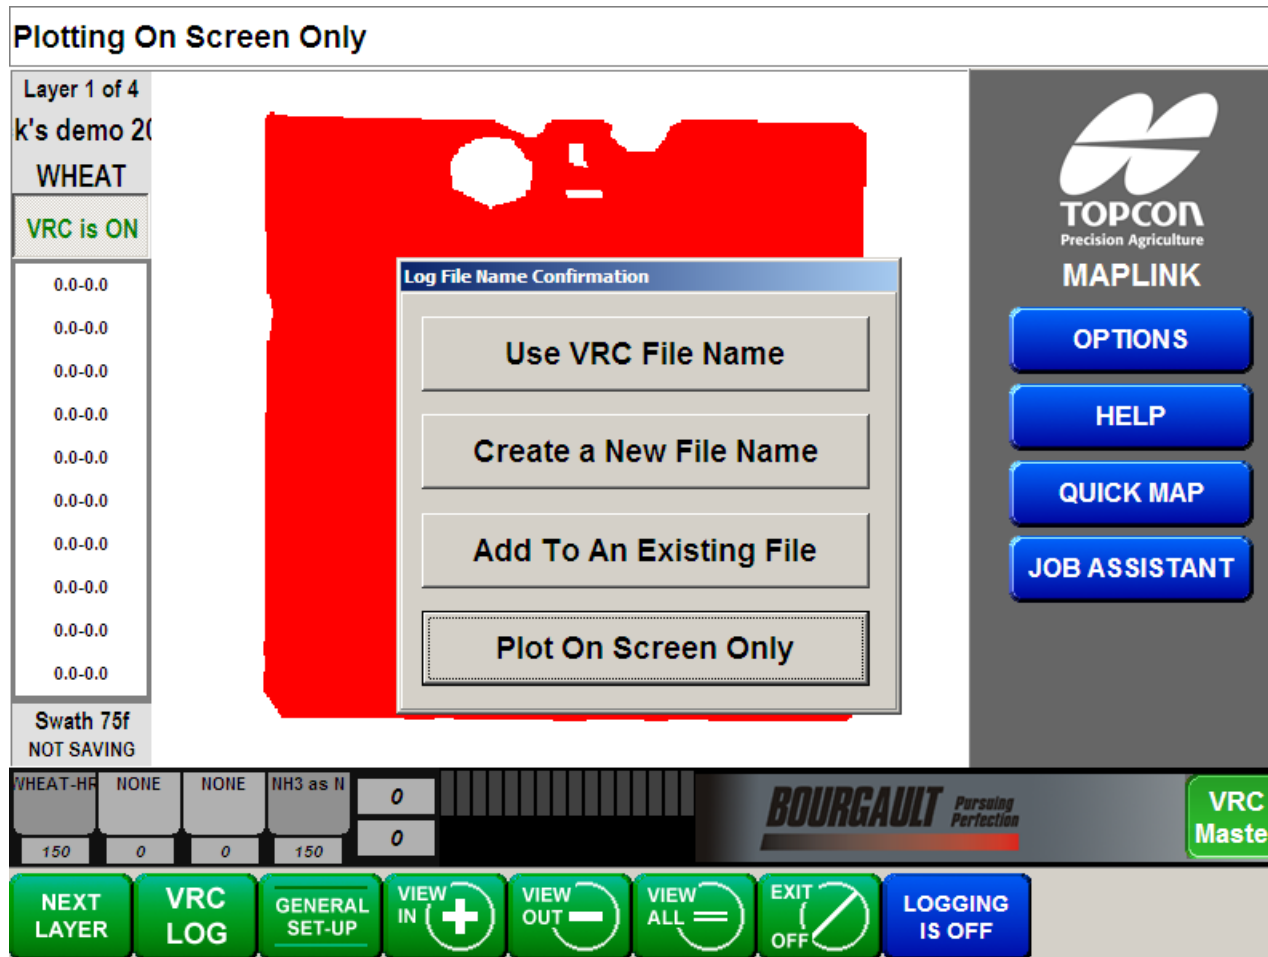 Plotting On Screen Only
Layer 1 of 4
k's demo 20
WHEAT
VRC is ON
0.0-0.0
0.0-0.0
0.0-0.0
0.0-0.0
0.0-0.0
0.0-0.0
0.0-0.0
0.0-0.0
0.0-0.0
0.0-0.0
Swath 75f
NOT SAVING
Log File Name Confirmation
Use VRC File Name
Create a New File Name
Add To An Existing File
Plot On Screen Only
TOPCON
Precision Agriculture
MAPLINK
OPTIONS
HELP
QUICK MAP
JOB ASSISTANT
WHEAT-HR
NONE
NONE
NH3 as N
150
0
0
150
0
0
BOURGAULT
Pursuing
Perfection
VRC
Maste
NEXT
LAYER
VRC
LOG
GENERAL
SET-UP
VIEW
IN
VIEW
OUT
VIEW
ALL
EXIT
OFF
LOGGING
IS OFF